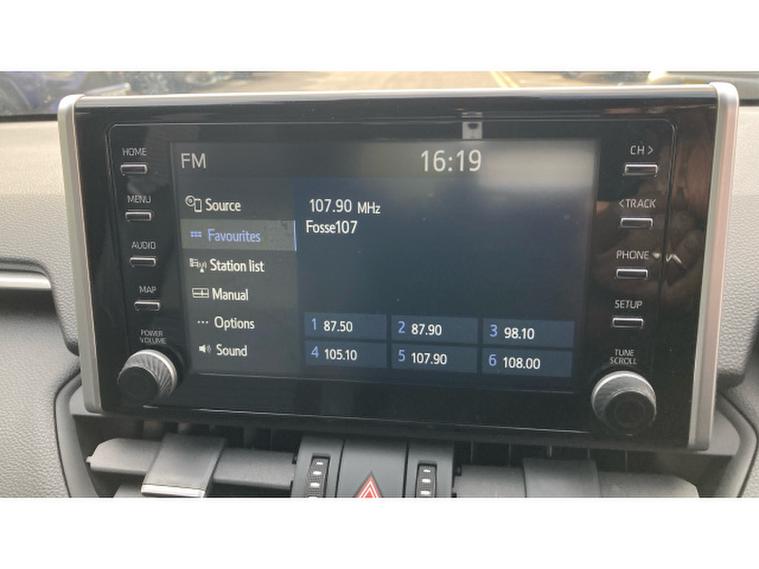 HOME
MENU
AUDIO
MAP
POWER
VOLUME
FM 16:19
Source
Favourites
Station list
Manual
Options
Sound
107.90 MHz
Fosse107
1 87.50 2 87.90 3 98.10
4 105.10 5 107.90 6 108.00
CH >
< TRACK
PHONE
SETUP
TUNE
SCROLL